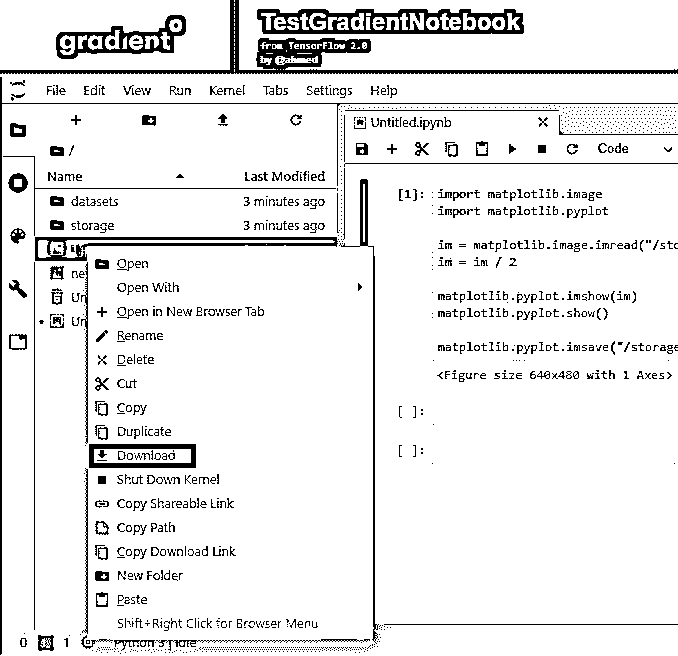 gradient
TestGradientNotebook
from TensorFlow 2.0
by @ahmed
File Edit View Run Kernel Tabs Settings Help
/
Name Last Modified
datasets 3 minutes ago
storage 3 minutes ago
ne
Un
Un
Open
Open With
Open in New Browser Tab
Rename
Delete
Cut
Copy
Duplicate
Download
Shut Down Kernel
Copy Shareable Link
Copy Path
Copy Download Link
New Folder
Paste
Shift+Right Click for Browser Menu
0 1 Python 3 | Idle
Untitled.ipynb
Code
[1]: import matplotlib.image
import matplotlib.pyplot
im = matplotlib.image.imread("/sto
im = im / 2
matplotlib.pyplot.imshow(im)
matplotlib.pyplot.show()
matplotlib.pyplot.imsave("/storage
<Figure size 640x480 with 1 Axes>
[ ]:
[ ]: